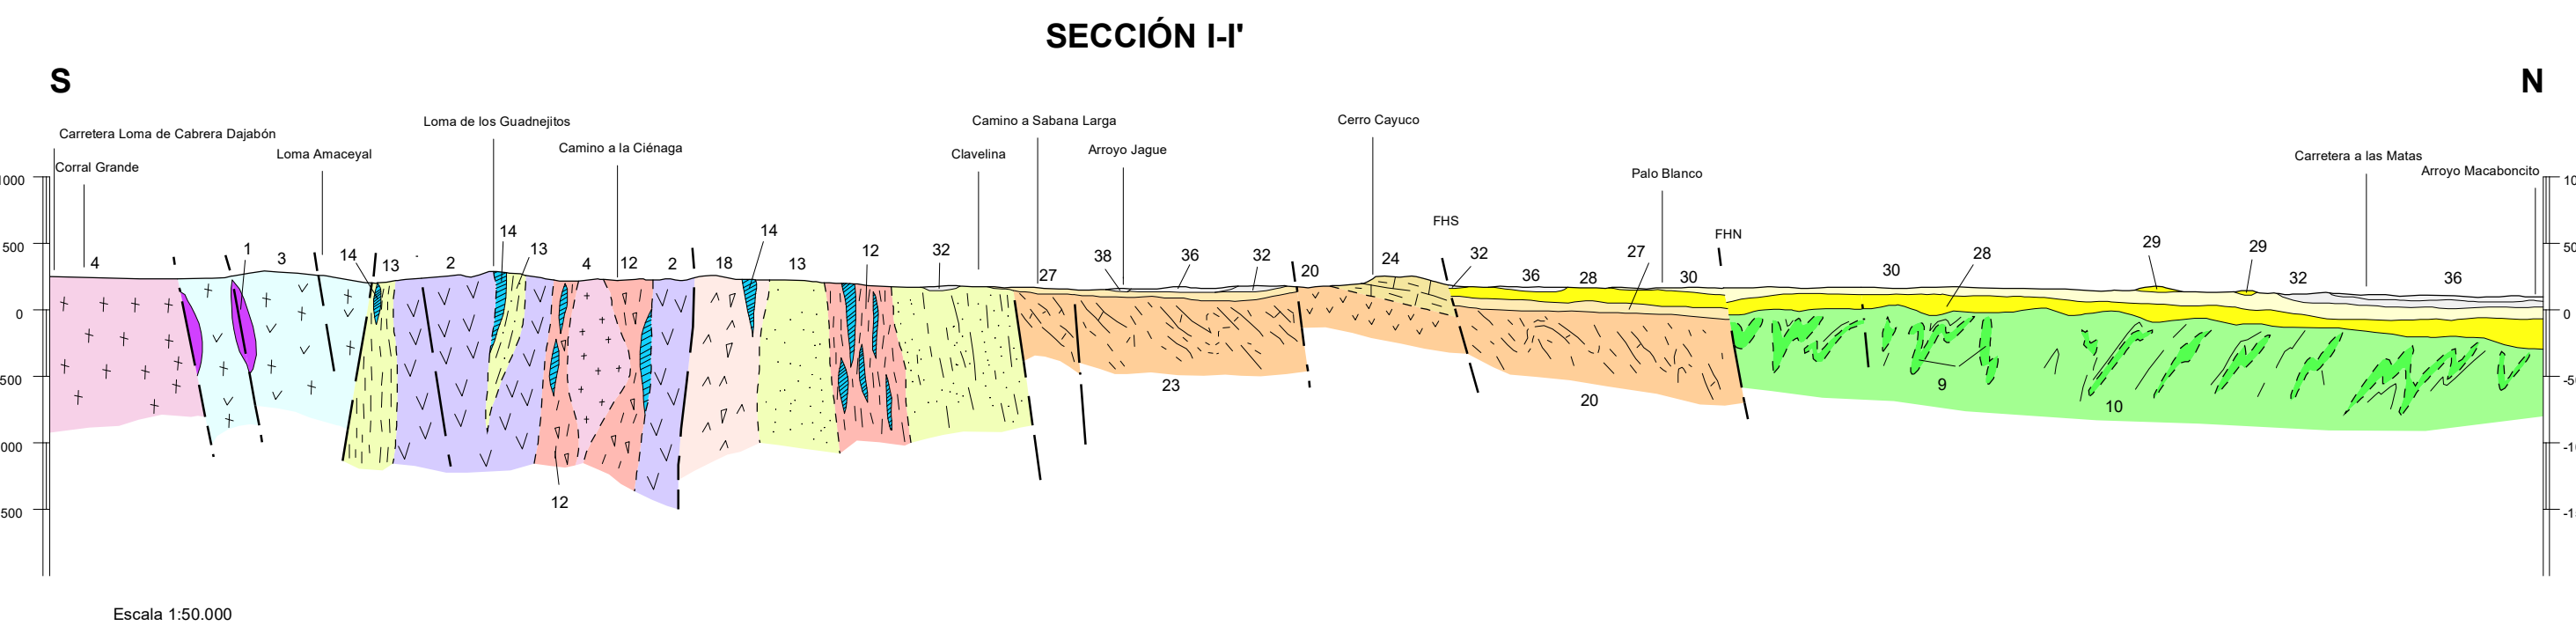 SECCIÓN I-I'
S
N
Loma de los Guadnejitos
Camino a Sabana Larga
Cerro Cayuco
Carretera Loma de Cabrera Dajabón
Loma Amaceyal
Camino a la Ciénaga
Clavelina
Arroyo Jague
Carretera a las Matas
Corral Grande
Palo Blanco
Arroyo Macaboncito
FHS
FHN
14 14 12 29 29
1 14 13 32 38 36 32 32 27 28
4 3 13 2 4 12 2 18 13 27 20 24 36 28 30 30 32 36
500
0
500
500
0
23 20 9 10
12
Escala 1:50.000